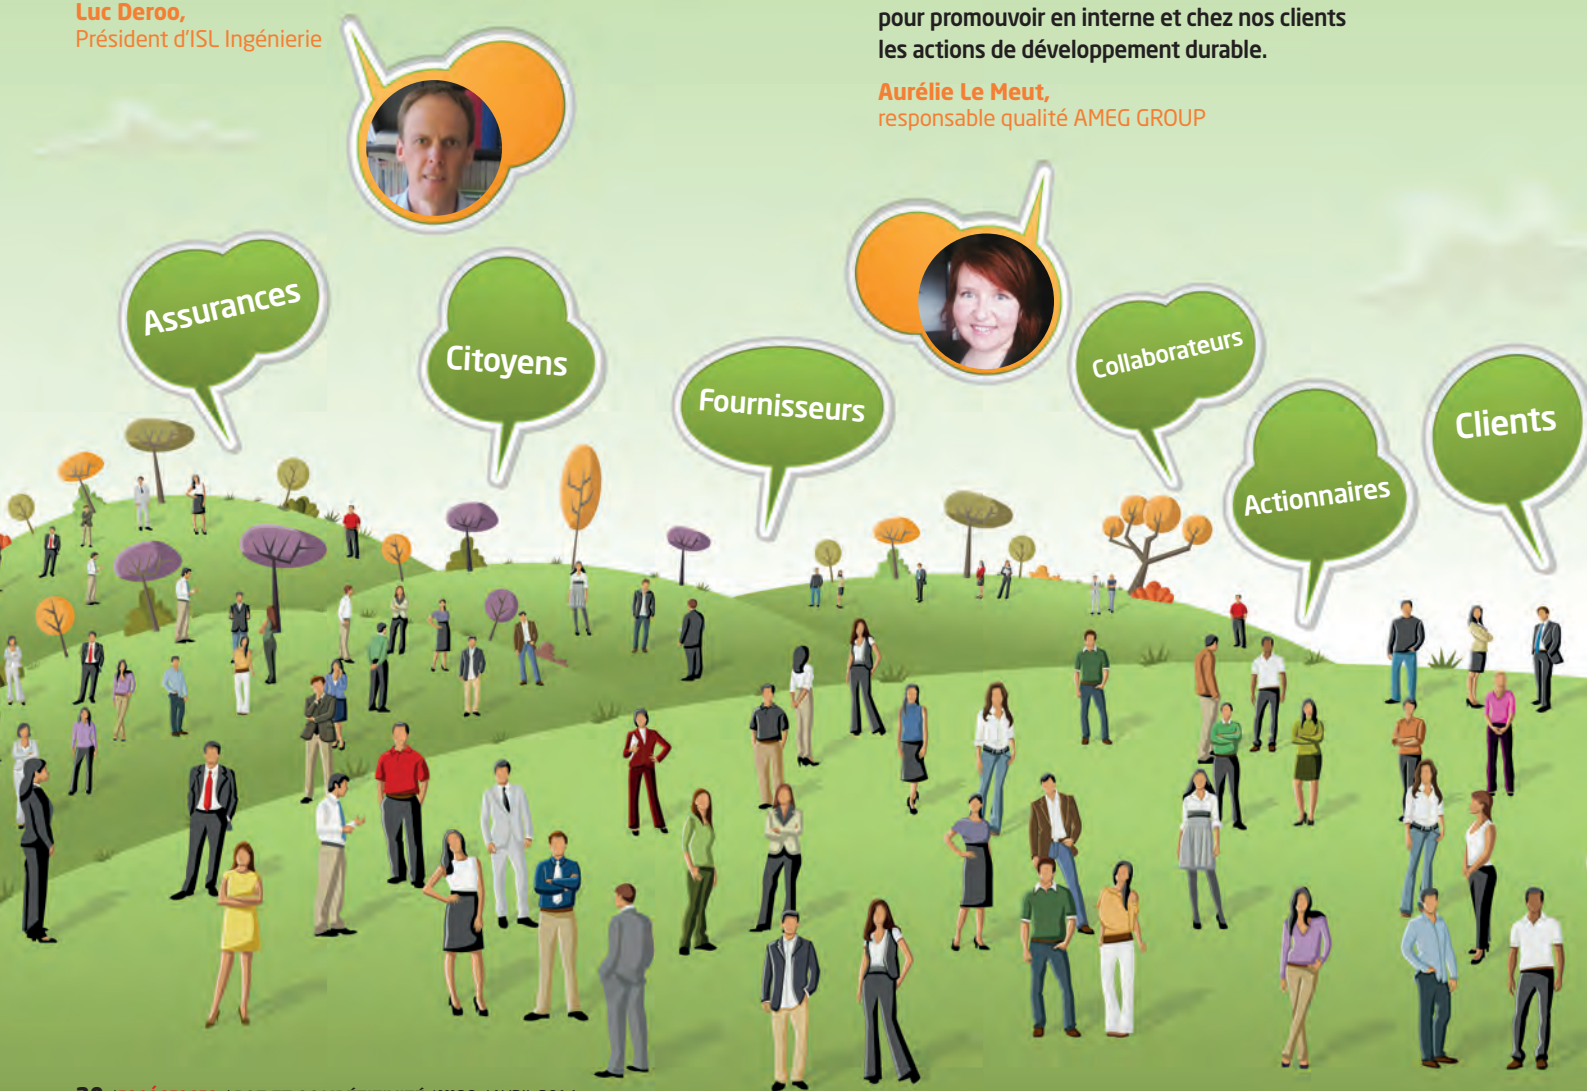 Luc Deroo,
Président d'ISL Ingénierie
pour promouvoir en interne et chez nos clients
les actions de développement durable.
Aurélie Le Meut,
responsable qualité AMEG GROUP
Assurances
Citoyens
Fournisseurs
Collaborateurs
Actionnaires
Clients